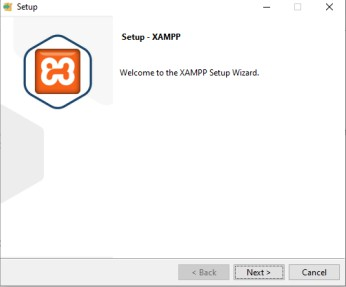 Setup
Setup - XAMPP
Welcome to the XAMPP Setup Wizard.
< Back
Next >
Cancel